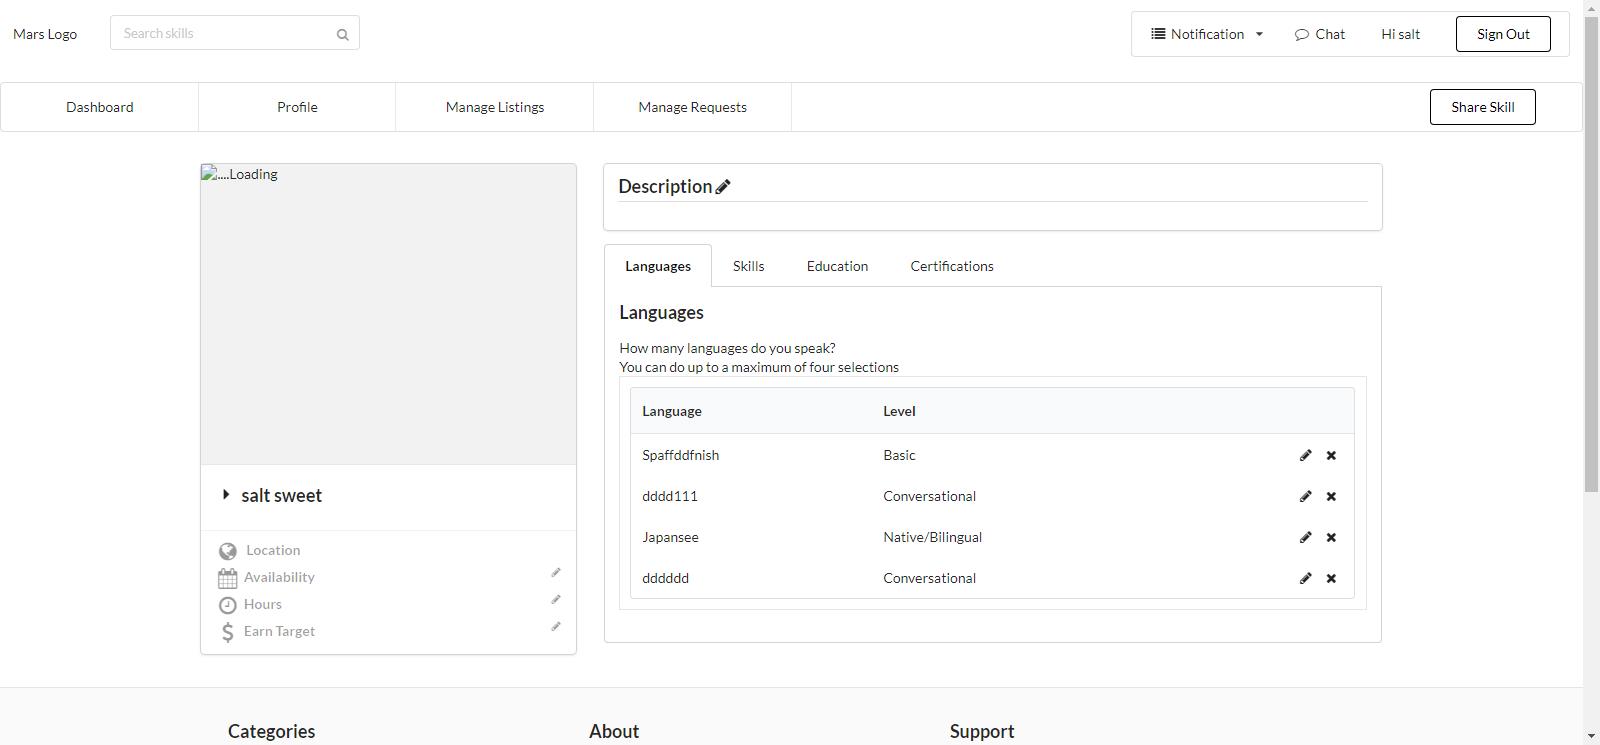 Mars Logo
Search skills
Notification
Chat
Hi salt
Sign Out
Dashboard
Profile
Manage Listings
Manage Requests
Share Skill
....Loading
salt sweet
Location
Availability
Hours
Earn Target
Description
Languages
Skills
Education
Certifications
Languages
How many languages do you speak?
You can do up to a maximum of four selections
Language Level
Spaffddfnish Basic
dddd111 Conversational
Japansee Native/Bilingual
dddddd Conversational
Categories
About
Support